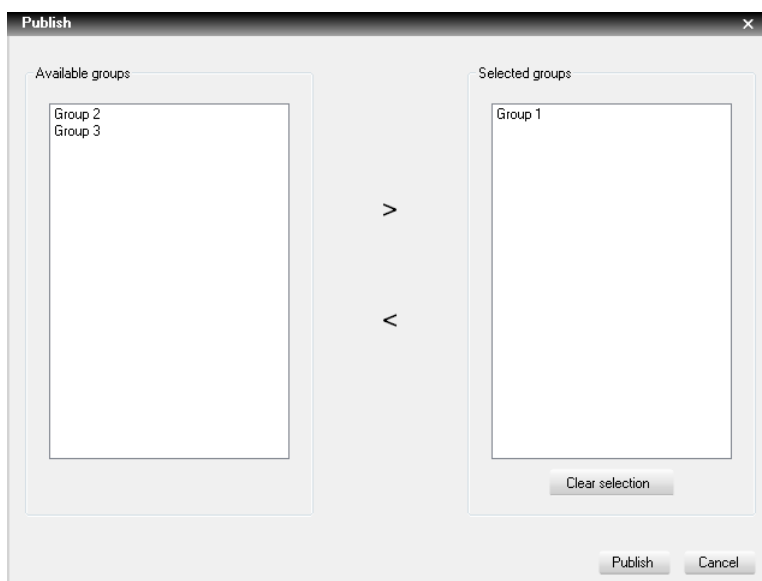 Publish
Available groups
Group 2
Group 3
>
<
Selected groups
Group 1
Clear selection
Publish
Cancel